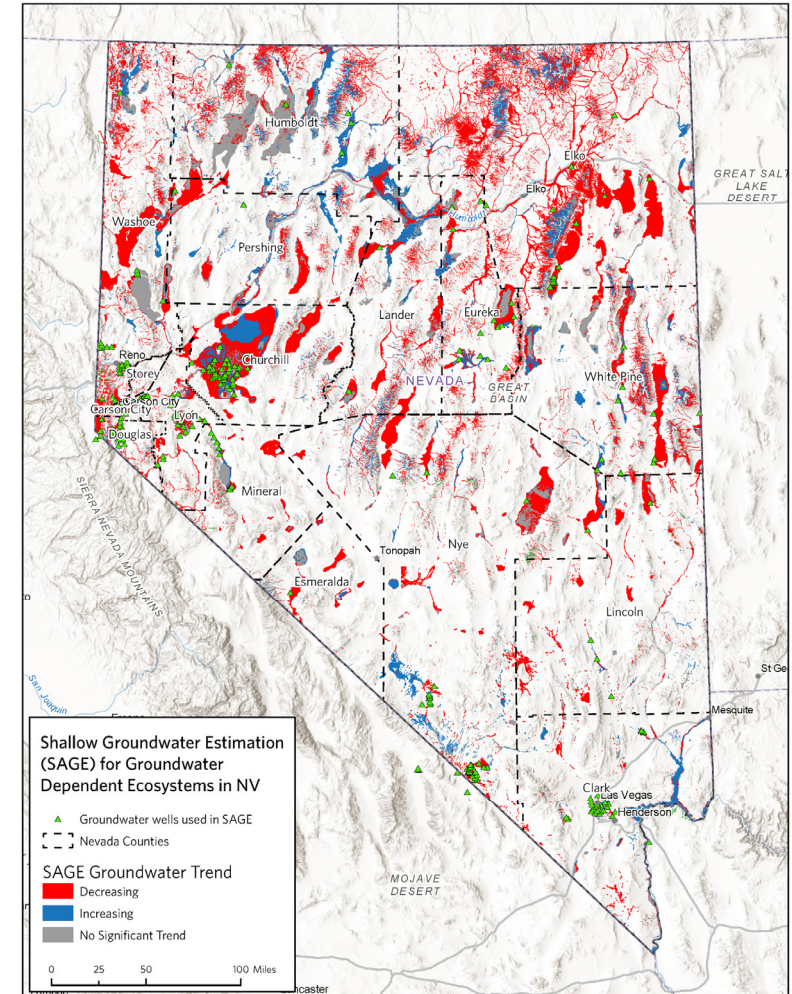 Humboldt
Elko
Elko
GREAT SALT
LAKE
DESERT
Humboldt
Washoe
Pershing
Lander
Eureka
Reno
Churchill
Storey
NEVADA
White Pine
GREAT
BASIN
Carson City
Carson City
Lyon
Douglas
Mineral
SIERRA NEVADA MOUNTAINS
Nye
Tonopah
Esmeralda
Lincoln
St Ge
San Joaquin
Mesquite
Clark
Las Vegas
Henderson
MOJAVE
DESERT
Shallow Groundwater Estimation
(SAGE) for Groundwater
Dependent Ecosystems in NV
Groundwater wells used in SAGE
Nevada Counties
SAGE Groundwater Trend
Decreasing
Increasing
No Significant Trend
0 25 50 100 Miles
ncaster